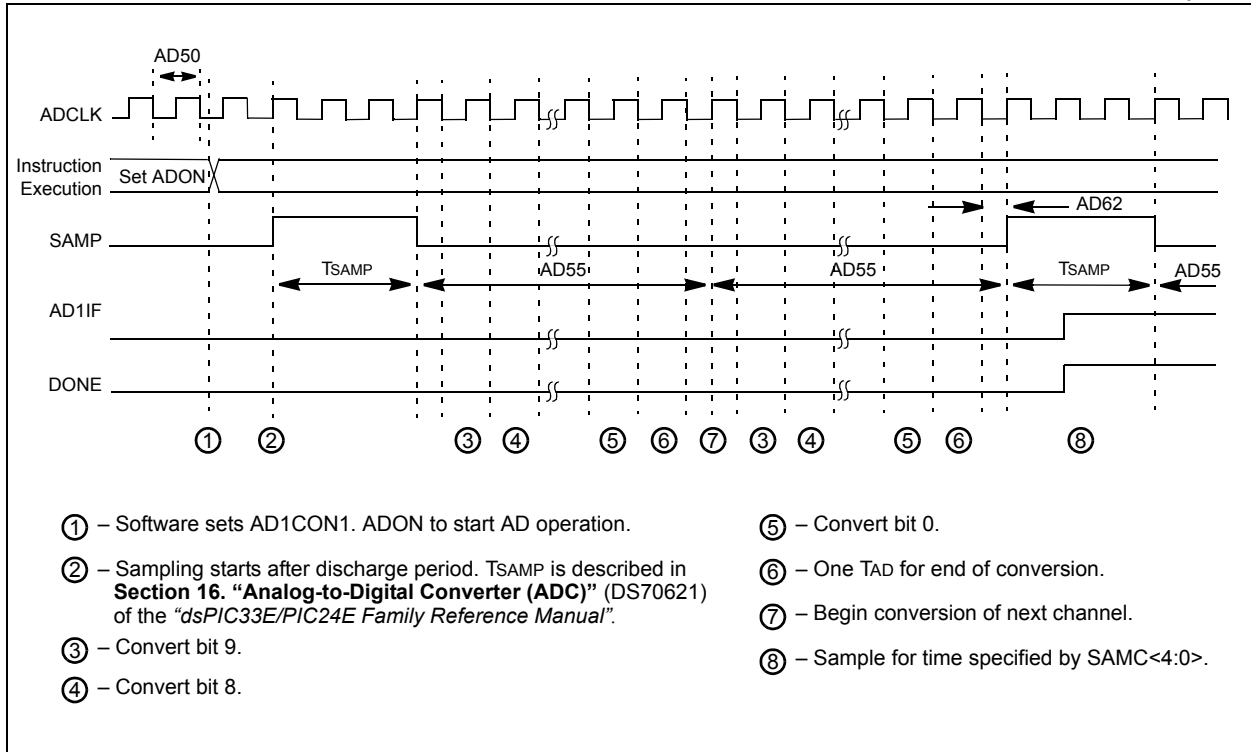 AD50
ADCLK
Instruction
Execution
Set ADON
AD62
SAMP
TSAMP AD55 AD55 TSAMP AD55
AD1IF
DONE
1 2 3 4 5 6 7 3 4 5 6 8
1 – Software sets AD1CON1. ADON to start AD operation.
2 – Sampling starts after discharge period. TSAMP is described in
Section 16. “Analog-to-Digital Converter (ADC)” (DS70621)
of the “dsPIC33E/PIC24E Family Reference Manual”.
3 – Convert bit 9.
4 – Convert bit 8.
5 – Convert bit 0.
6 – One TAD for end of conversion.
7 – Begin conversion of next channel.
8 – Sample for time specified by SAMC<4:0>.